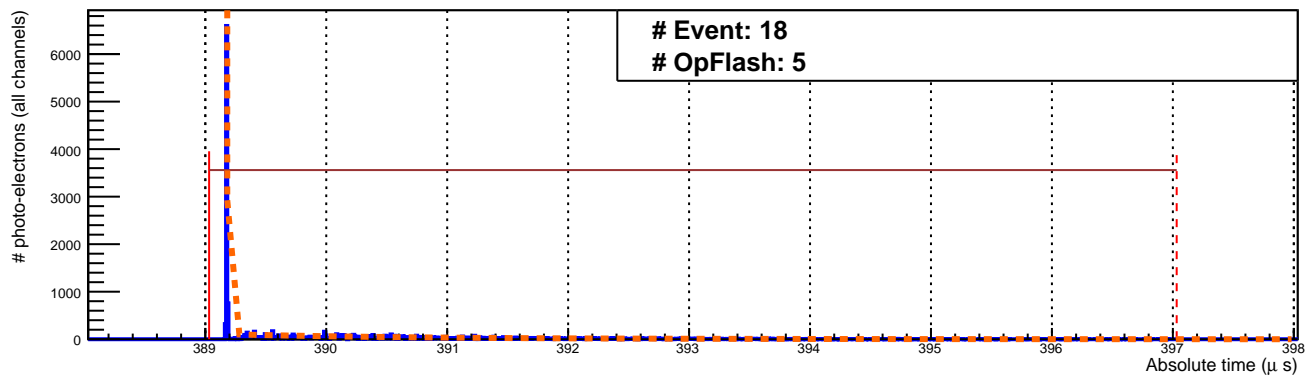 # Event: 18
# OpFlash: 5
# photo-electrons (all channels)
6000
5000
4000
3000
2000
1000
0
389 390 391 392 393 394 395 396 397 398
Absolute time (μ s)